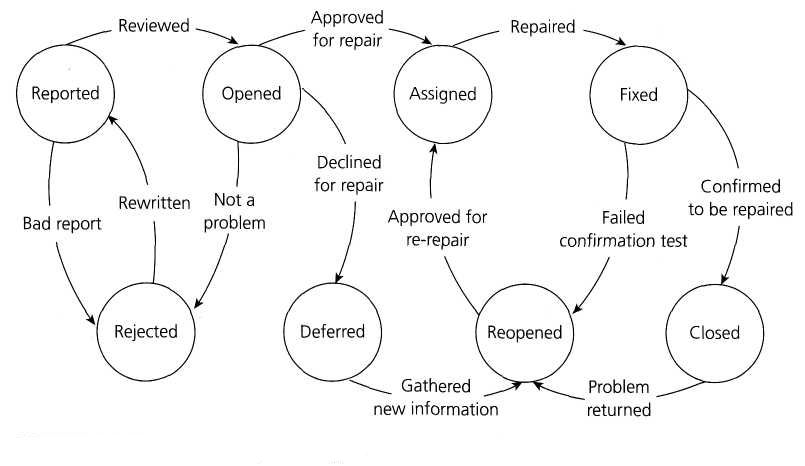 Reviewed
Approved
for repair
Repaired
Reported
Opened
Assigned
Fixed
Declined
for repair
Confirmed
to be repaired
Bad report
Rewritten
Not a
problem
Approved for
re-repair
Failed
confirmation test
Rejected
Deferred
Reopened
Closed
Gathered
new information
Problem
returned